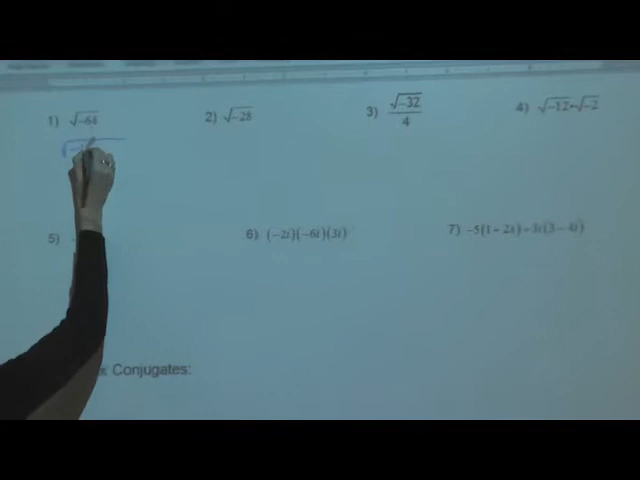 1) √-64 2) √-28 3) √-32 / 4 4) √-12•√-2
√-1
5) 6) (-2i)(-6i)(3i) 7) -5(1+2i)+3i(3-4i)
Conjugates: